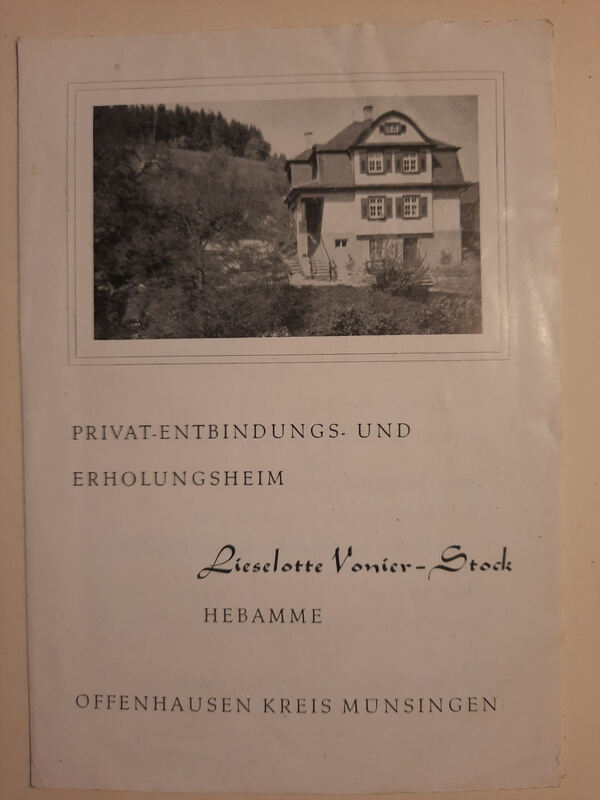 PRIVAT-ENTBINDUNGS- UND
ERHOLUNGSHEIM
Lieselotte Vonier-Stock
HEBAMME
OFFENHAUSEN KREIS MÜNSINGEN